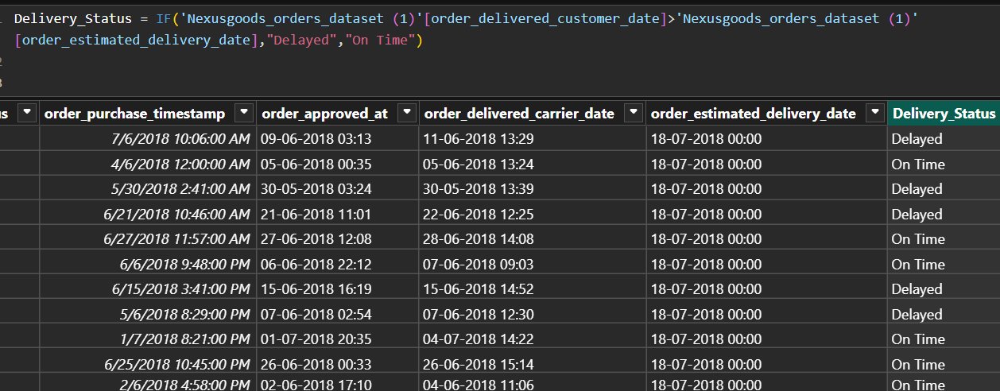 Delivery_Status = IF('Nexusgoods_orders_dataset (1)'[order_delivered_customer_date]>'Nexusgoods_orders_dataset (1)'
[order_estimated_delivery_date],"Delayed","On Time")
2
3
s order_purchase_timestamp order_approved_at order_delivered_carrier_date order_estimated_delivery_date Delivery_Status
7/6/2018 10:06:00 AM 09-06-2018 03:13 11-06-2018 13:29 18-07-2018 00:00 Delayed
4/6/2018 12:00:00 AM 05-06-2018 00:35 05-06-2018 13:24 18-07-2018 00:00 On Time
5/30/2018 2:41:00 AM 30-05-2018 03:24 30-05-2018 13:39 18-07-2018 00:00 Delayed
6/21/2018 10:46:00 AM 21-06-2018 11:01 22-06-2018 12:25 18-07-2018 00:00 Delayed
6/27/2018 11:57:00 AM 27-06-2018 12:08 28-06-2018 14:08 18-07-2018 00:00 On Time
6/6/2018 9:48:00 PM 06-06-2018 22:12 07-06-2018 09:03 18-07-2018 00:00 On Time
6/15/2018 3:41:00 PM 15-06-2018 16:19 15-06-2018 14:52 18-07-2018 00:00 Delayed
5/6/2018 8:29:00 PM 07-06-2018 02:54 07-06-2018 12:30 18-07-2018 00:00 Delayed
1/7/2018 8:21:00 PM 01-07-2018 20:35 04-07-2018 14:22 18-07-2018 00:00 On Time
6/25/2018 10:45:00 PM 26-06-2018 00:33 26-06-2018 15:14 18-07-2018 00:00 On Time
2/6/2018 4:58:00 PM 02-06-2018 17:10 04-06-2018 11:06 18-07-2018 00:00 On Time